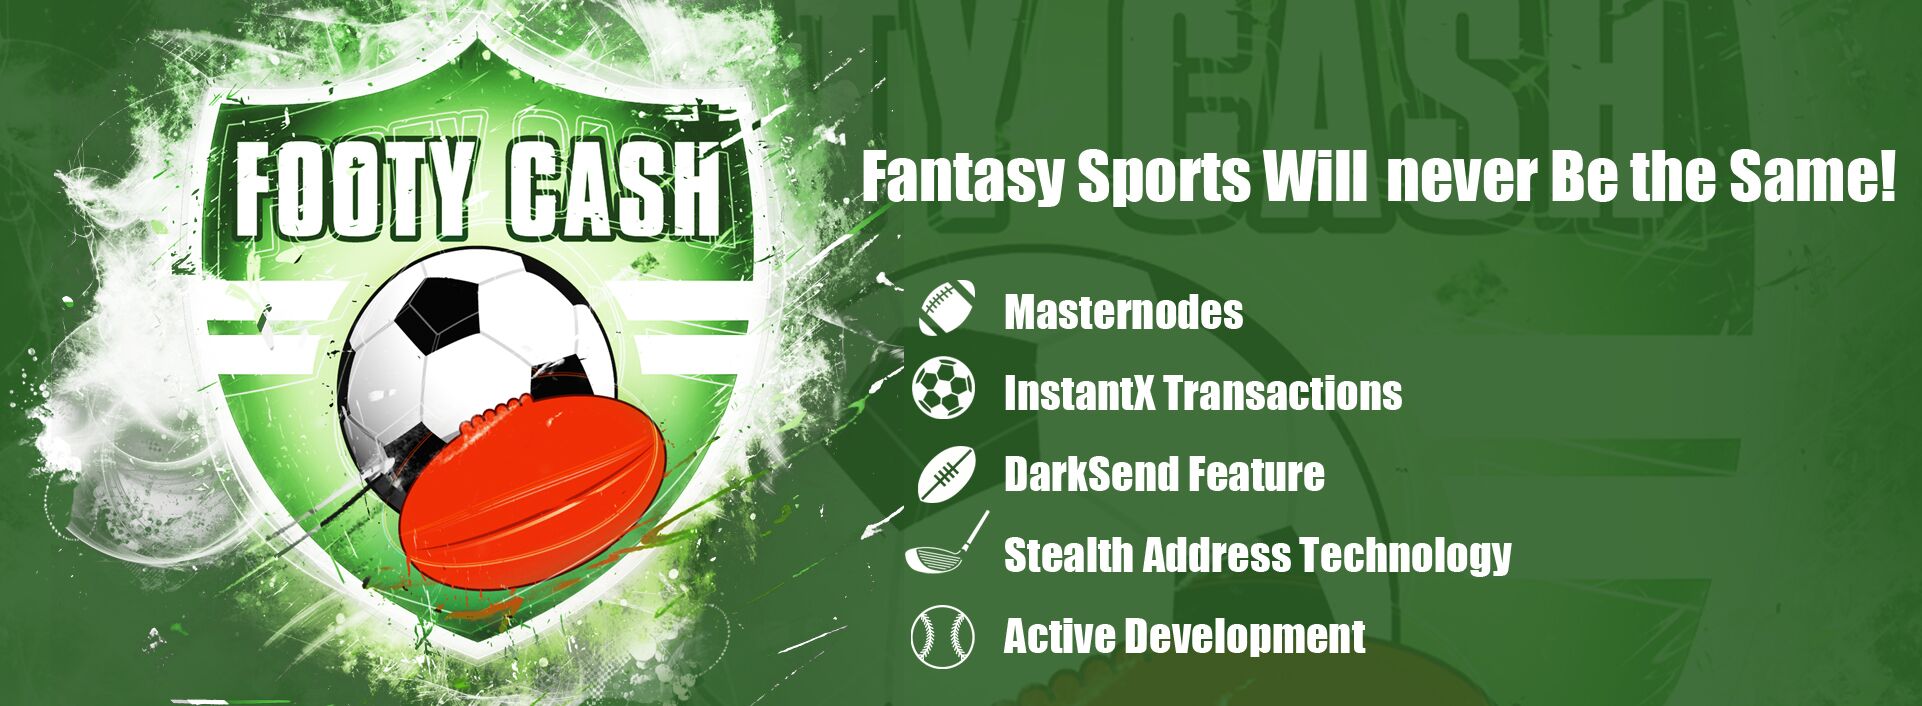 FOOTY CASH
Fantasy Sports Will never Be the Same!
Masternodes
InstantX Transactions
DarkSend Feature
Stealth Address Technology
Active Development